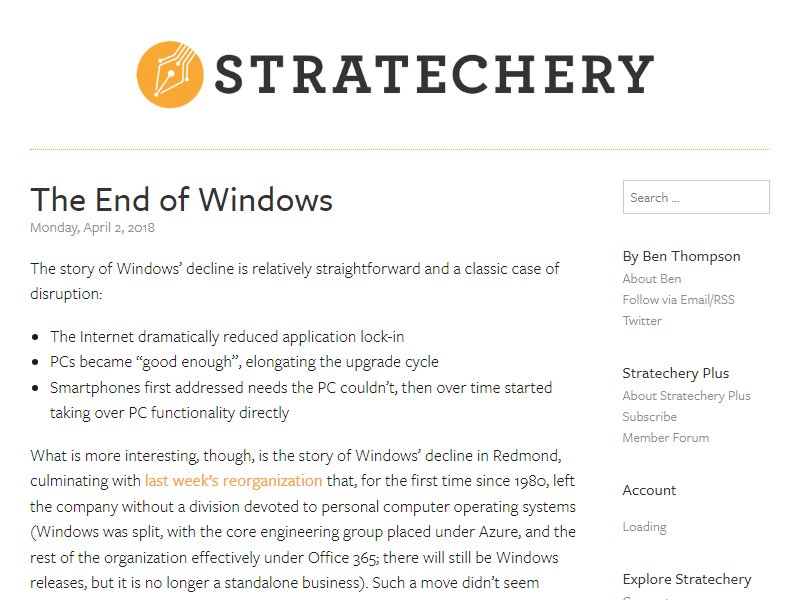 STRATECHERY
The End of Windows
Monday, April 2, 2018
The story of Windows’ decline is relatively straightforward and a classic case of
disruption:
The Internet dramatically reduced application lock-in
PCs became “good enough”, elongating the upgrade cycle
Smartphones first addressed needs the PC couldn’t, then over time started
taking over PC functionality directly
What is more interesting, though, is the story of Windows’ decline in Redmond,
culminating with last week’s reorganization that, for the first time since 1980, left
the company without a division devoted to personal computer operating systems
(Windows was split, with the core engineering group placed under Azure, and the
rest of the organization effectively under Office 365; there will still be Windows
releases, but it is no longer a standalone business). Such a move didn’t seem
Search …
By Ben Thompson
About Ben
Follow via Email/RSS
Twitter
Stratechery Plus
About Stratechery Plus
Subscribe
Member Forum
Account
Loading
Explore Stratechery